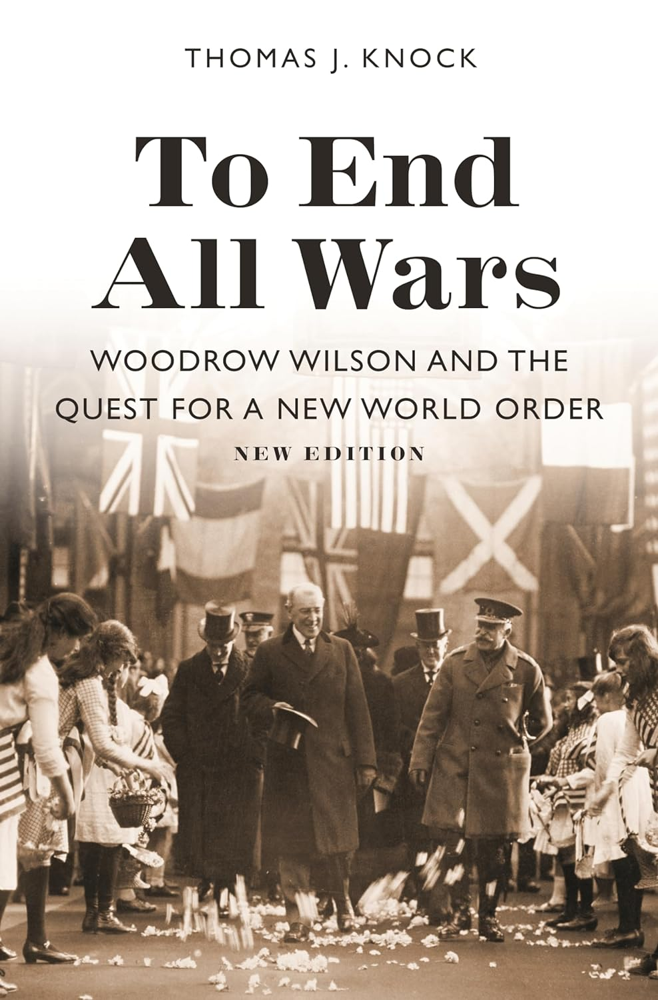 THOMAS J. KNOCK
To End
All Wars
WOODROW WILSON AND THE
QUEST FOR A NEW WORLD ORDER
NEW EDITION